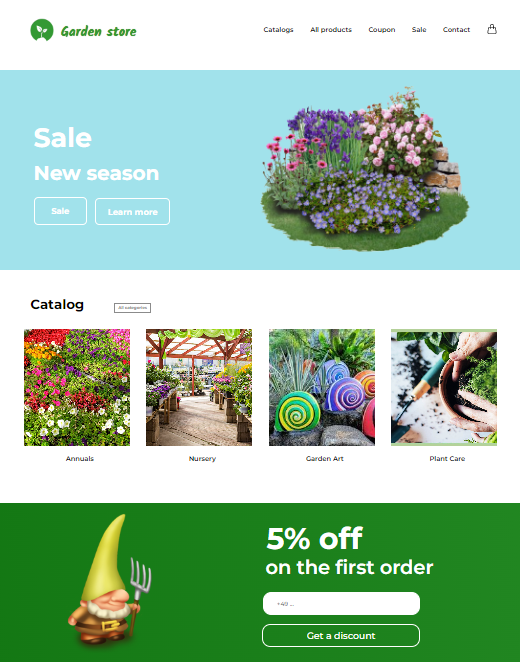 Garden store
Catalogs All products Coupon Sale Contact
Sale
New season
Sale Learn more
Catalog All categories
Annuals Nursery Garden Art Plant Care
5% off
on the first order
+49 ...
Get a discount